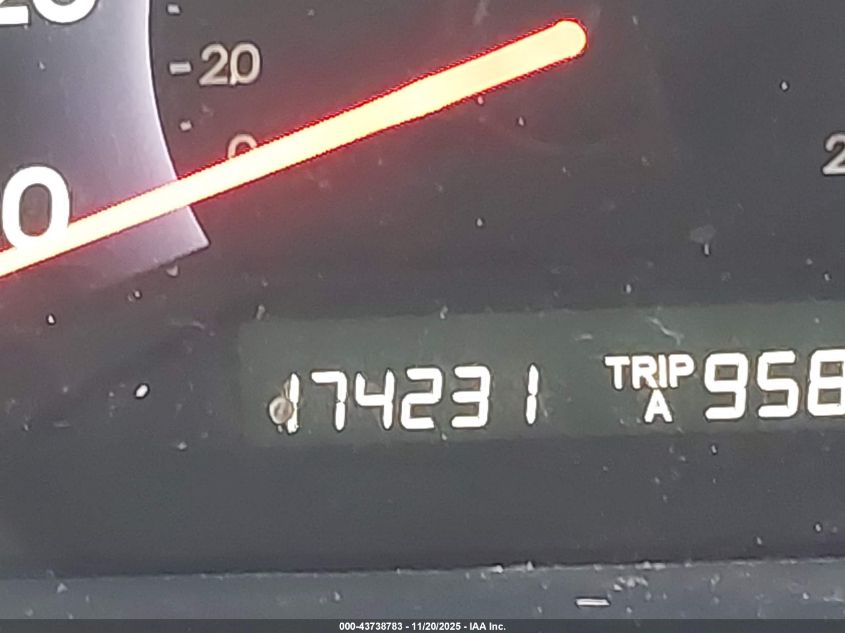 20
0
174231 TRIP A 958
000-43738783 - 11/20/2025 - IAA Inc.